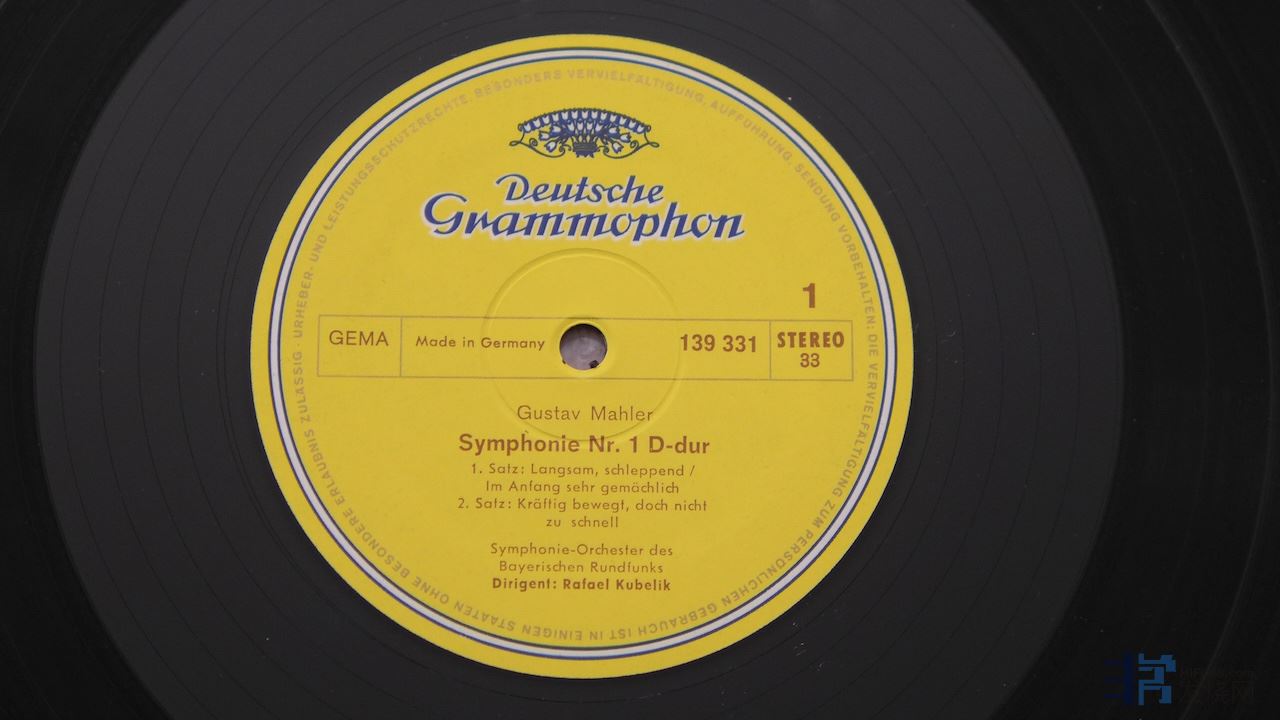 URHEBER- UND LEISTUNGSSCHUTZRECHTE, BESONDERS VERVIELFÄLTIGUNG, AUFFÜHRUNG, SENDUNG VORBEHALTEN; DIE VERVIELFÄLTIGUNG ZUM PERSÖNLICHEN GEBRAUCH IST IN EINIGEN STAATEN OHNE BESONDERE ERLAUBNIS ZULÄSSIG ·
Deutsche
Grammophon
1
GEMA Made in Germany 139 331 STEREO
33
Gustav Mahler
Symphonie Nr. 1 D-dur
1. Satz: Langsam, schleppend /
Im Anfang sehr gemächlich
2. Satz: Kräftig bewegt, doch nicht
zu schnell
Symphonie-Orchester des
Bayerischen Rundfunks
Dirigent: Rafael Kubelik